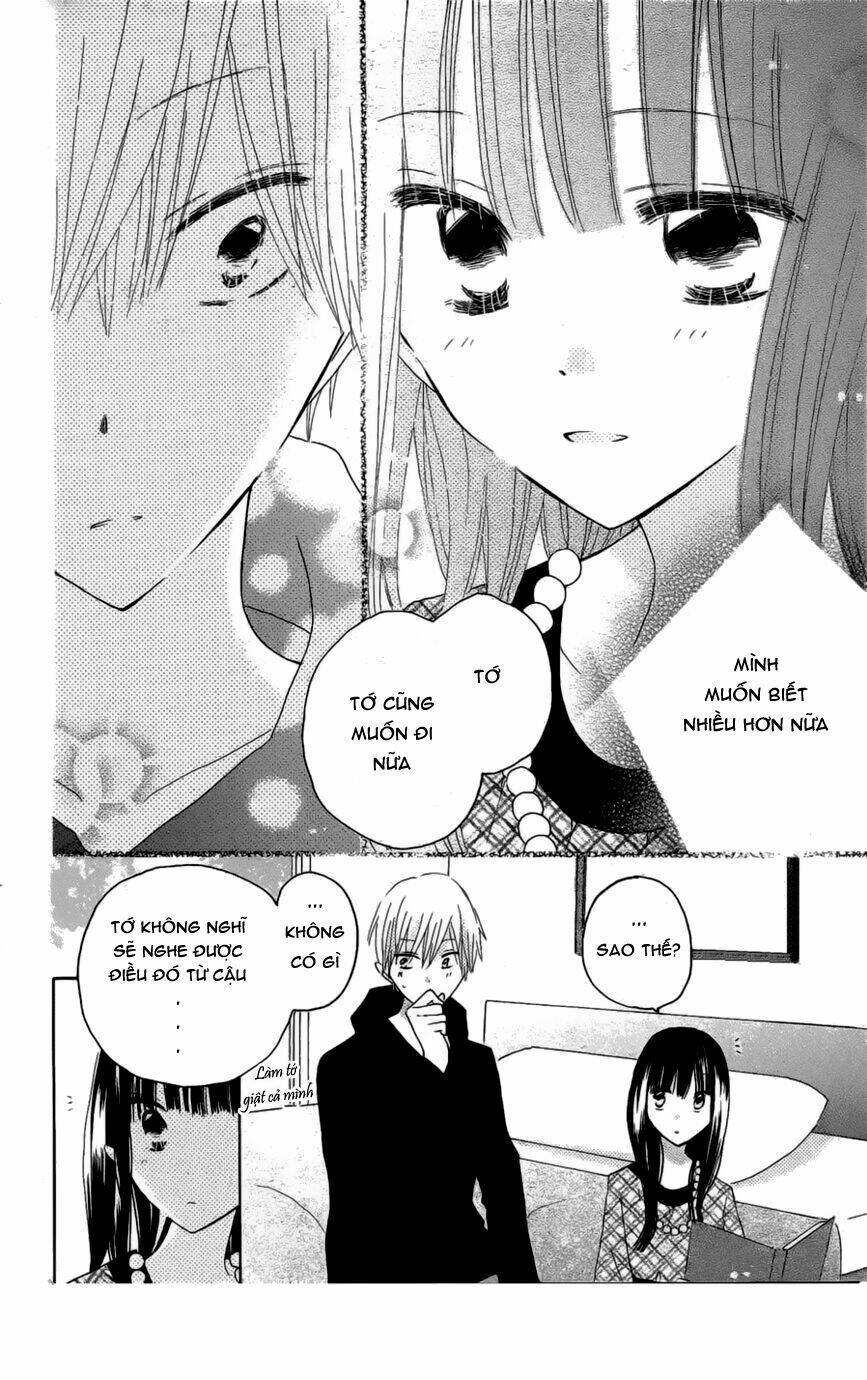 MÌNH
MUỐN BIẾT
NHIỀU HƠN NỮA
TỚ
TỚ CŨNG
MUỐN ĐI
NỮA
...
SAO THẾ?
...
KHÔNG
CÓ GÌ
Làm tớ
giật cả mình
TỚ KHÔNG NGHĨ
SẼ NGHE ĐƯỢC
ĐIỀU ĐÓ TỪ CẬU
.
.
.